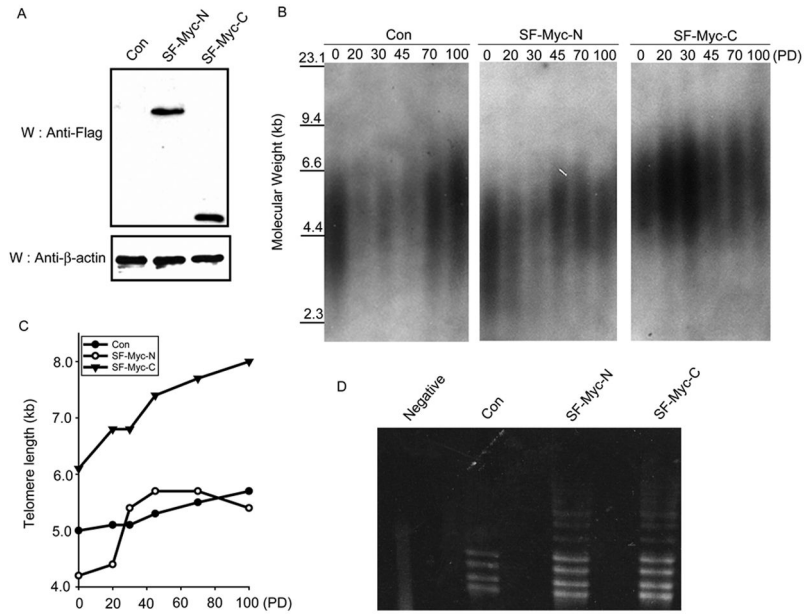 A
Con
SF-Myc-N
SF-Myc-C
W : Anti-Flag
W : Anti-β-actin
B
Con
SF-Myc-N
SF-Myc-C
0 20 30 45 70 100
0 20 30 45 70 100
0 20 30 45 70 100 (PD)
Molecular Weight (kb)
23.1
9.4
6.6
4.4
2.3
C
Con
SF-Myc-N
SF-Myc-C
Telomere length (kb)
8.0
7.0
6.0
5.0
4.0
0 20 40 60 80 100 (PD)
D
Negative
Con
SF-Myc-N
SF-Myc-C